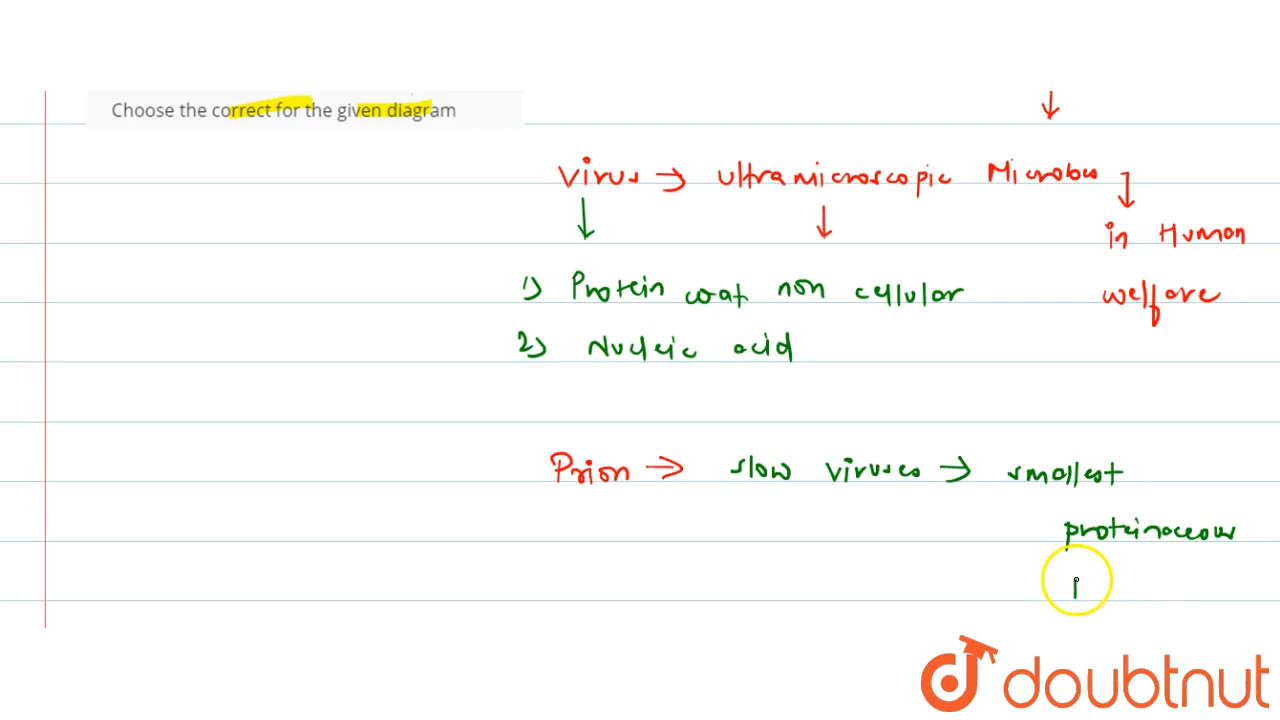 Choose the correct for the given diagram
Virus → Ultramicroscopic Microbes
in Human
welfare
1) Protein coat non cellular
2) Nucleic acid
Prion → slow viruses → smallest
proteinaceous
P
doubtnut